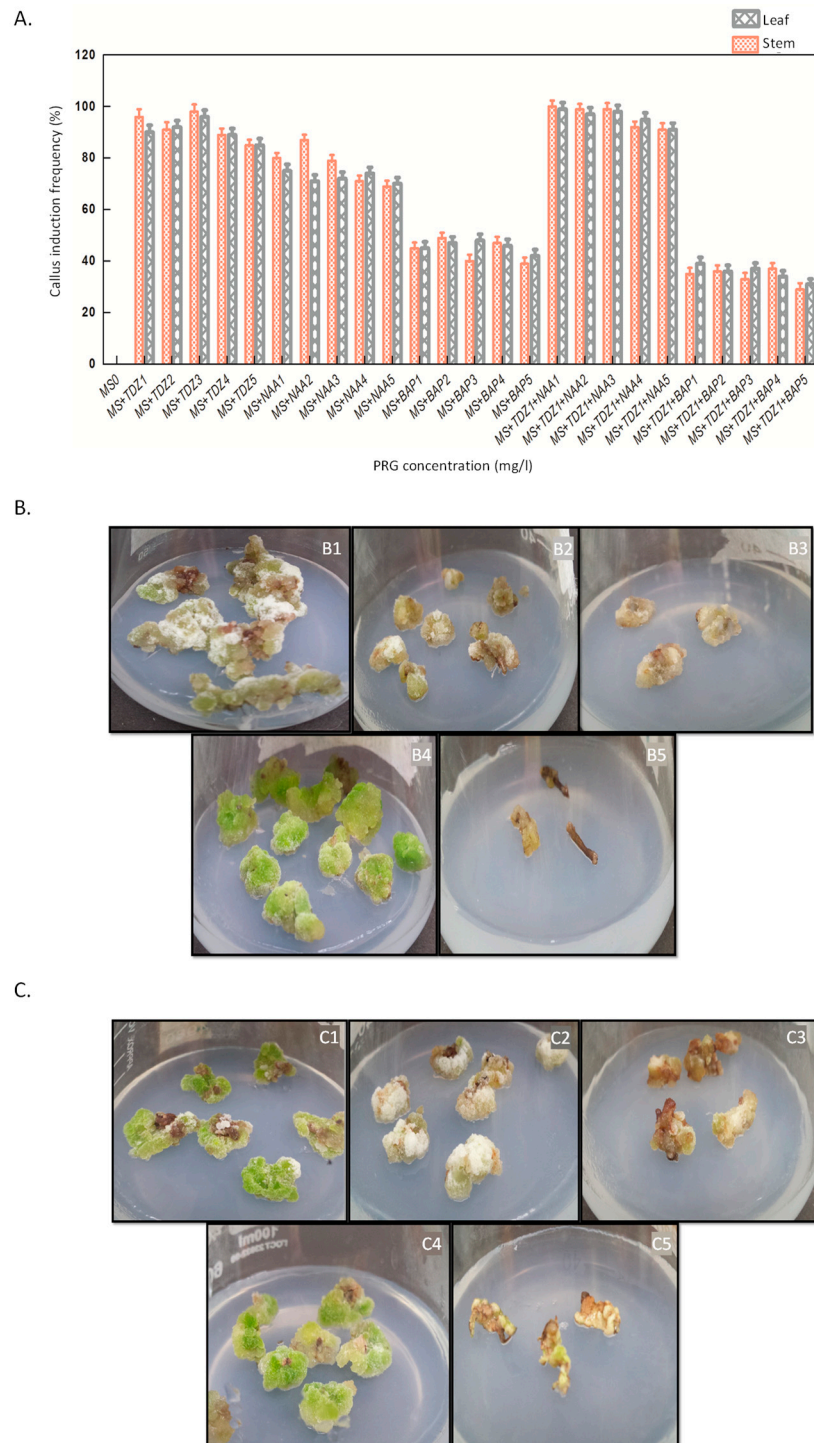 A.
Leaf
Stem
Callus induction frequency (%)
120
100
80
60
40
20
0
MS0
MS+TDZ1
MS+TDZ2
MS+TDZ3
MS+TDZ4
MS+TDZ5
MS+NAA1
MS+NAA2
MS+NAA3
MS+NAA4
MS+NAA5
MS+BAP1
MS+BAP2
MS+BAP3
MS+BAP4
MS+BAP5
MS+TDZ1+NAA1
MS+TDZ1+NAA2
MS+TDZ1+NAA3
MS+TDZ1+NAA4
MS+TDZ1+NAA5
MS+TDZ1+BAP1
MS+TDZ1+BAP2
MS+TDZ1+BAP3
MS+TDZ1+BAP4
MS+TDZ1+BAP5
PRG concentration (mg/l)
B.
B1
B2
B3
B4
B5
C.
C1
C2
C3
C4
100ml
C5